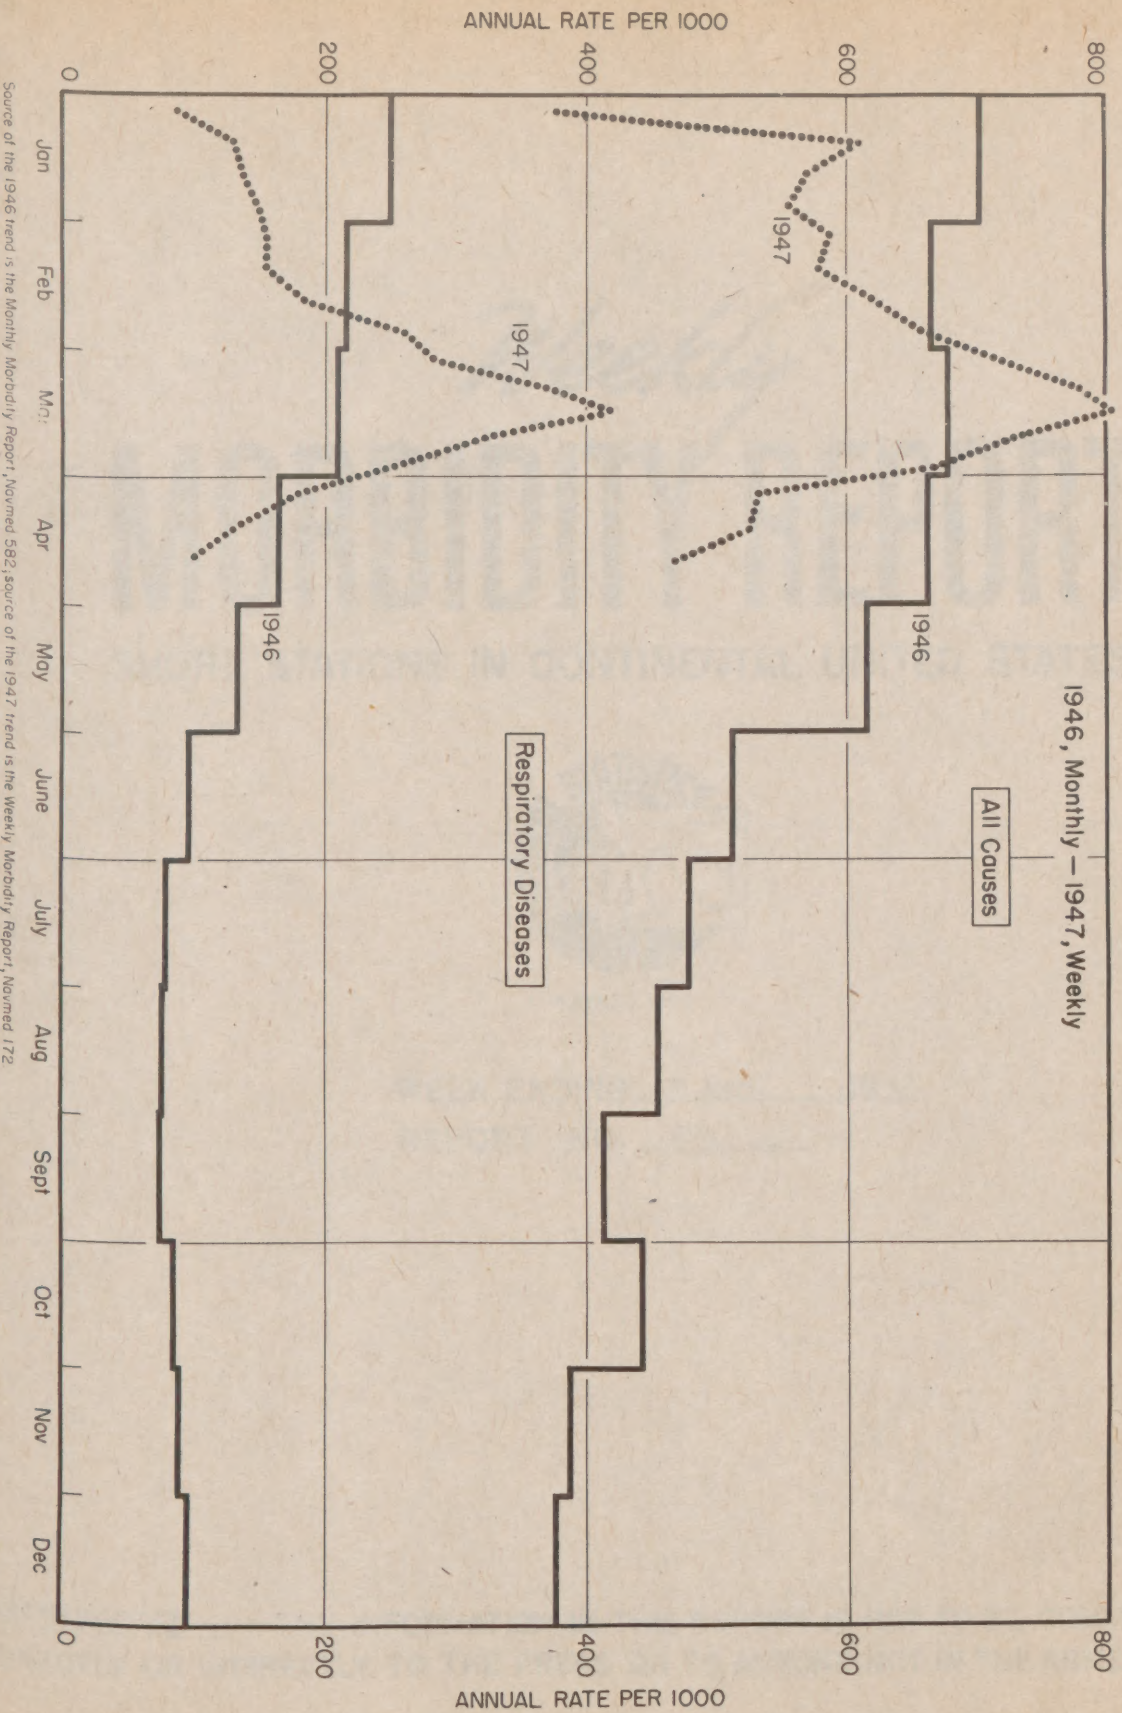 1946, Monthly – 1947, Weekly
ANNUAL RATE PER 1000
800
600
400
200
0
ANNUAL RATE PER 1000
800
600
400
200
0
All Causes
1947
1946
Respiratory Diseases
1947
1946
Jan
Feb
Mar
Apr
May
June
July
Aug
Sept
Oct
Nov
Dec
Source of the 1946 trend is the Monthly Morbidity Report, Navmed 582; source of the 1947 trend is the Weekly Morbidity Report, Navmed 172